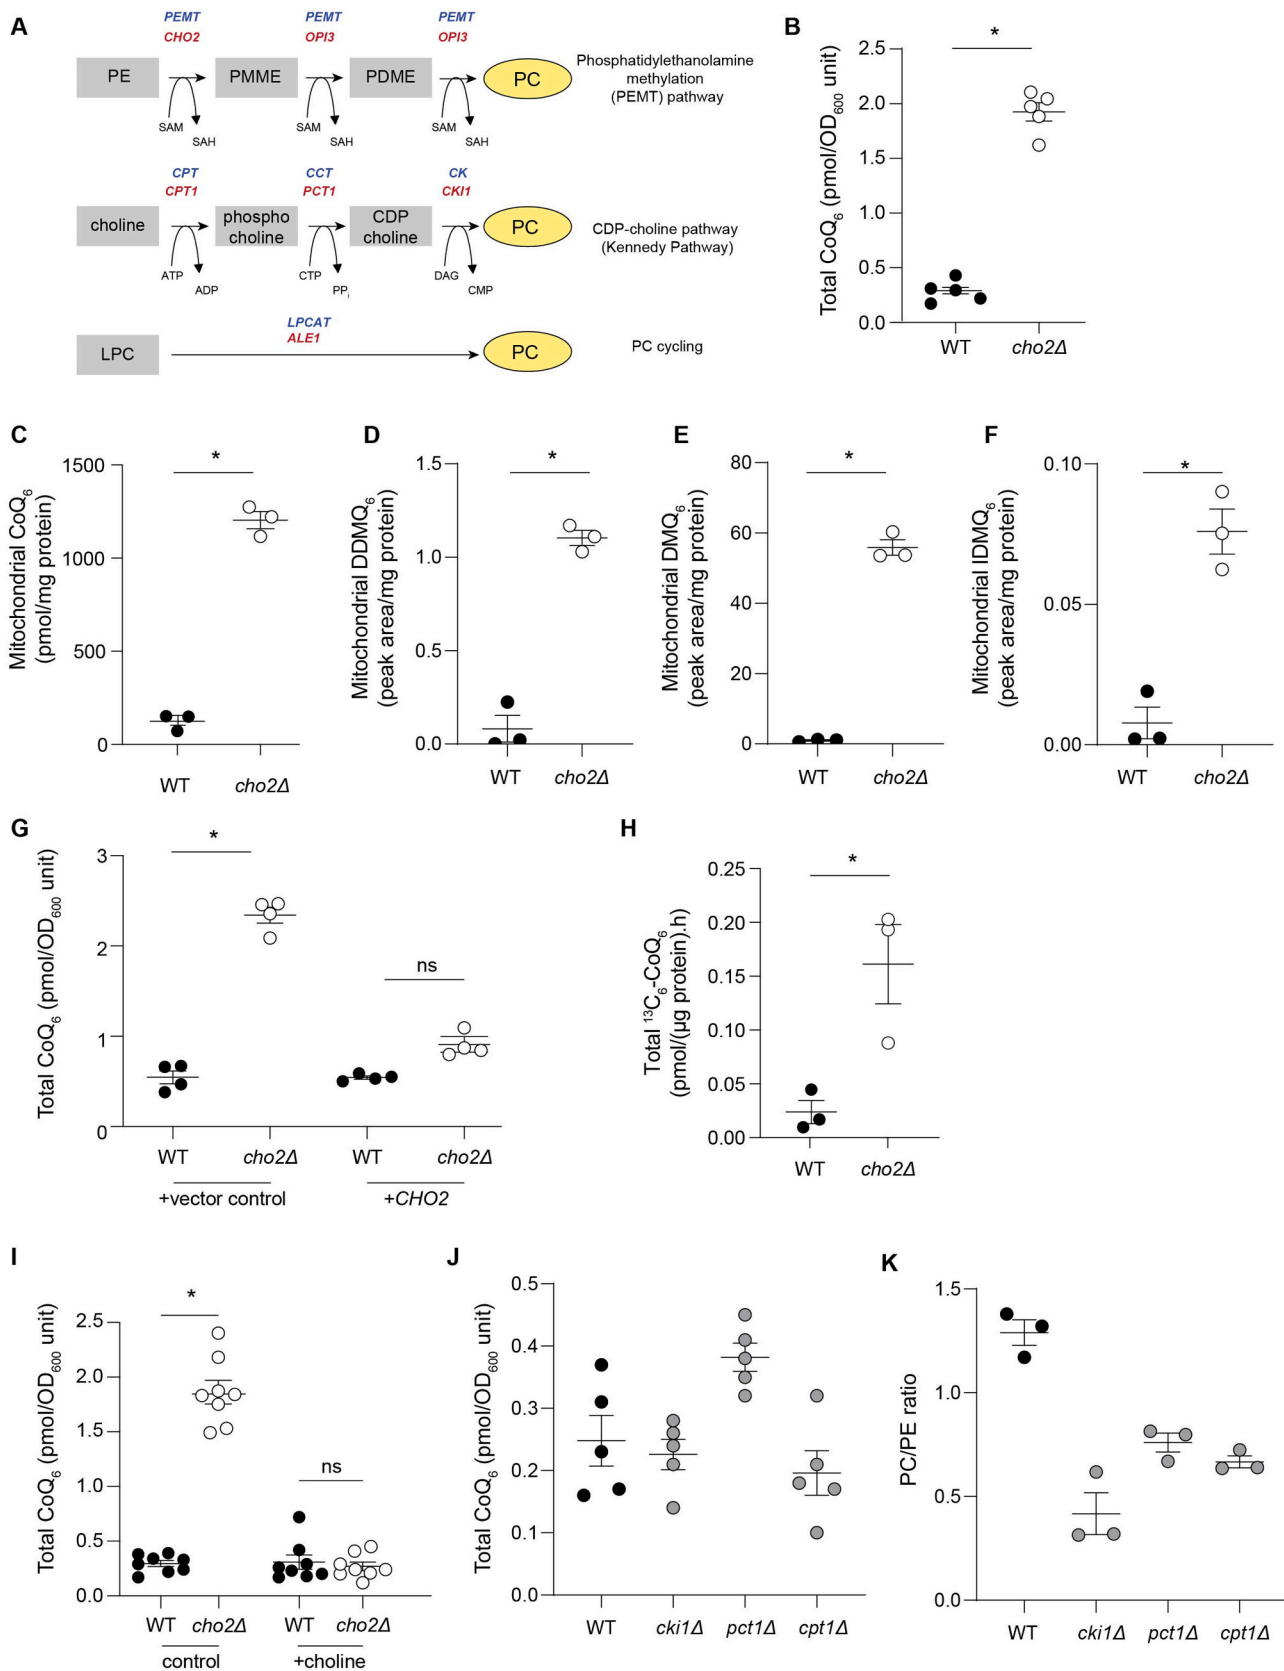 A
PEMT PEMT PEMT
CHO2 OPI3 OPI3
PE PMME PDME PC
Phosphatidylethanolamine
methylation
(PEMT) pathway
SAM SAH SAM SAH SAM SAH
CPT CCT CK
CPT1 PCT1 CKI1
choline
phospho
choline
CDP
choline
PC
CDP-choline pathway
(Kennedy Pathway)
ATP ADP CTP PPi DAG CMP
LPCAT
ALE1
LPC PC PC cycling
B
Total CoQ6 (pmol/OD600 unit)
2.5
2.0
1.5
1.0
0.5
0.0
*
WT cho2Δ
C
Mitochondrial CoQ6
(pmol/mg protein)
1500
1000
500
0
*
WT cho2Δ
D
Mitochondrial DDMQ6
(peak area/mg protein)
1.5
1.0
0.5
0.0
*
WT cho2Δ
E
Mitochondrial DMQ6
(peak area/mg protein)
80
60
40
20
0
*
WT cho2Δ
F
Mitochondrial IDMQ6
(peak area/mg protein)
0.10
0.05
0.00
*
WT cho2Δ
G
Total CoQ6 (pmol/OD600 unit)
3
2
1
0
*
ns
WT cho2Δ WT cho2Δ
+vector control +CHO2
H
Total 13C6-CoQ6
(pmol/(µg protein).h)
0.25
0.20
0.15
0.10
0.05
0.00
*
WT cho2Δ
I
Total CoQ6 (pmol/OD600 unit)
2.5
2.0
1.5
1.0
0.5
0.0
*
ns
WT cho2Δ WT cho2Δ
control +choline
J
Total CoQ6 (pmol/OD600 unit)
0.5
0.4
0.3
0.2
0.1
0.0
WT cki1Δ pct1Δ cpt1Δ
K
PC/PE ratio
1.5
1.0
0.5
0.0
WT cki1Δ pct1Δ cpt1Δ